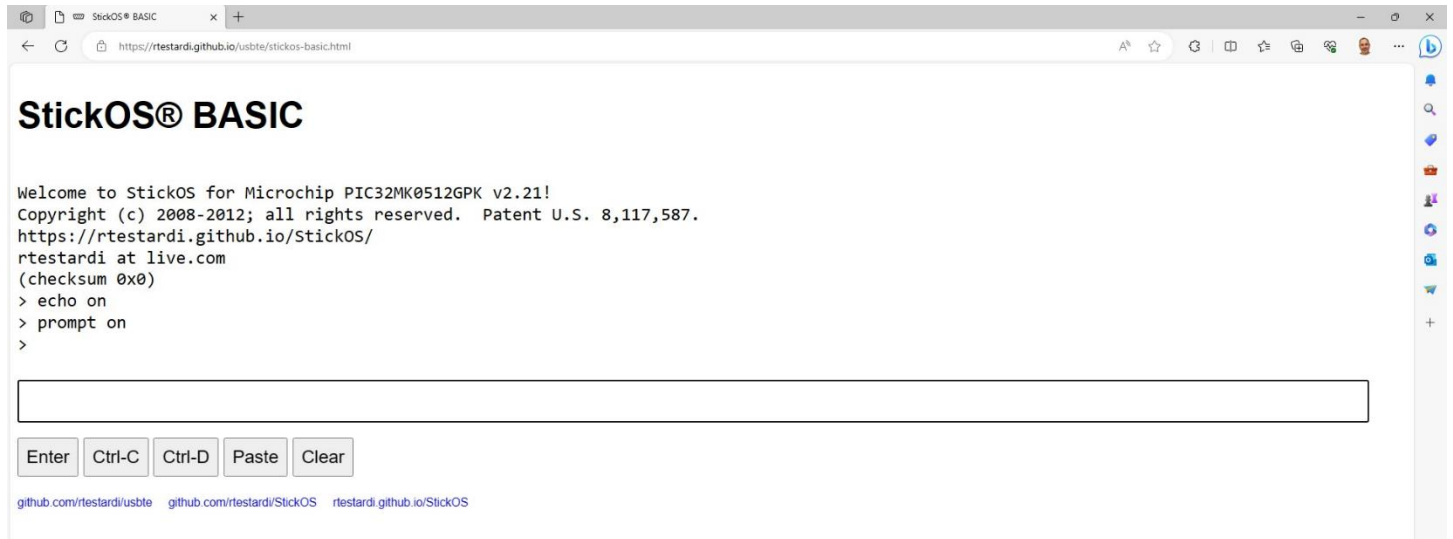 StickOS® BASIC
https://rtestardi.github.io/usbte/stickos-basic.html
StickOS® BASIC
Welcome to StickOS for Microchip PIC32MK0512GPK v2.21!
Copyright (c) 2008-2012; all rights reserved.  Patent U.S. 8,117,587.
https://rtestardi.github.io/StickOS/
rtestardi at live.com
(checksum 0x0)
> echo on
> prompt on
>
Enter Ctrl-C Ctrl-D Paste Clear
github.com/rtestardi/usbte github.com/rtestardi/StickOS rtestardi.github.io/StickOS